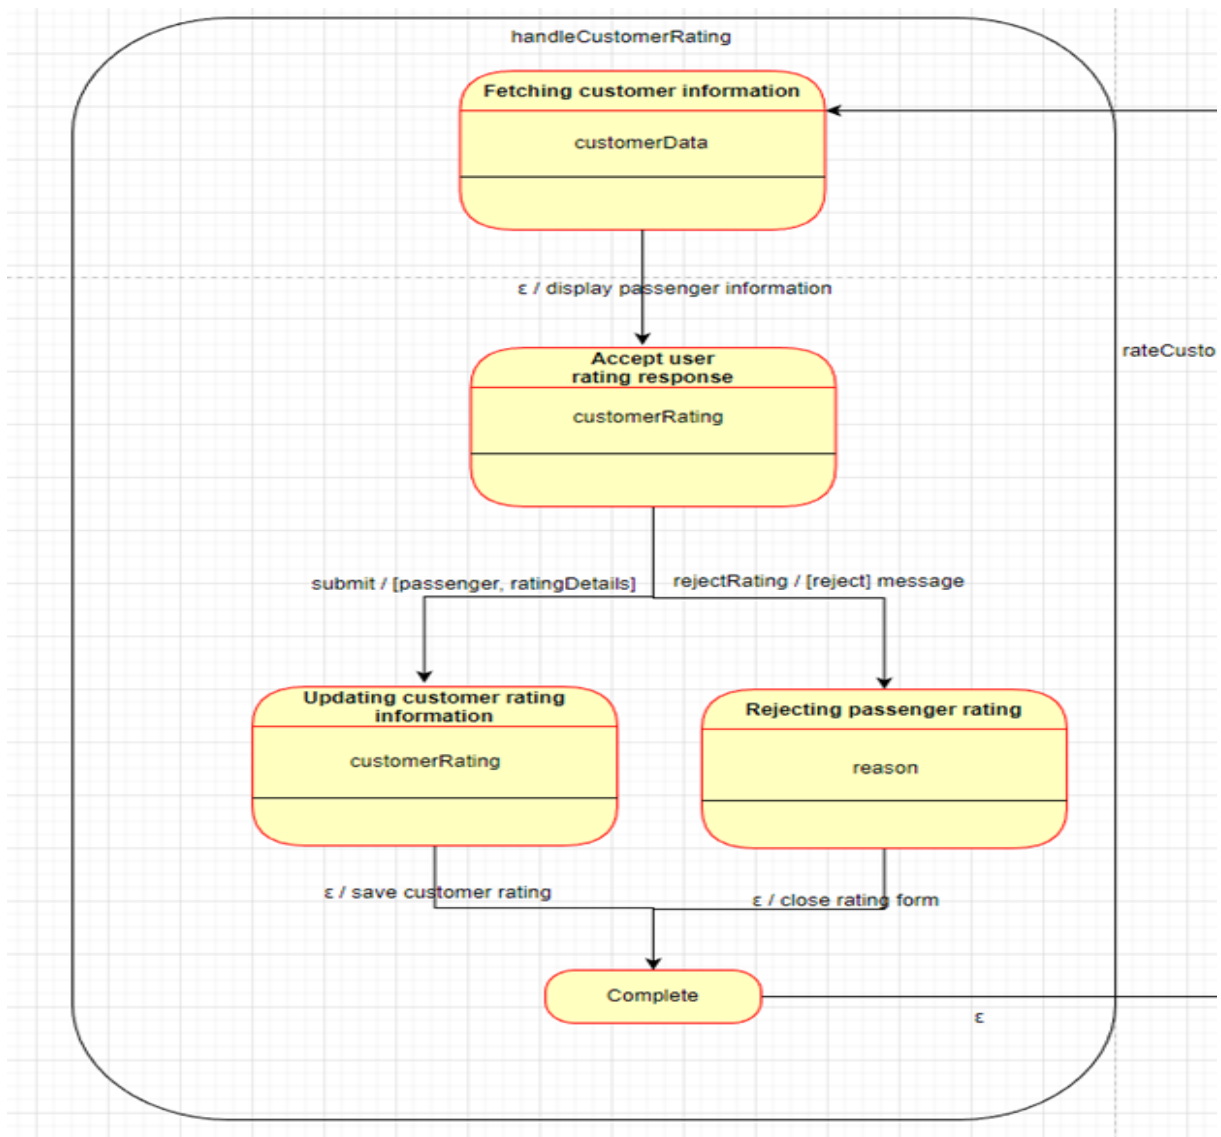 handleCustomerRating
Fetching customer information
customerData
ε / display passenger information
Accept user
rating response
customerRating
rateCusto
submit / [passenger, ratingDetails]
rejectRating / [reject] message
Updating customer rating
information
customerRating
Rejecting passenger rating
reason
ε / save customer rating
ε / close rating form
Complete
ε